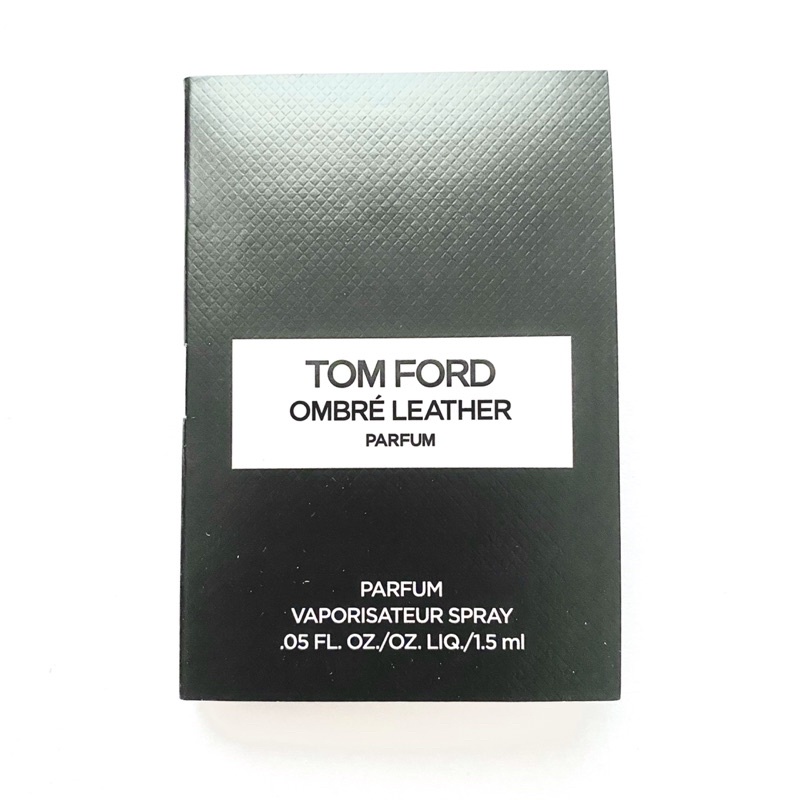 TOM FORD
OMBRÉ LEATHER
PARFUM
PARFUM
VAPORISATEUR SPRAY
.05 FL. OZ./OZ. LIQ./1.5 ml